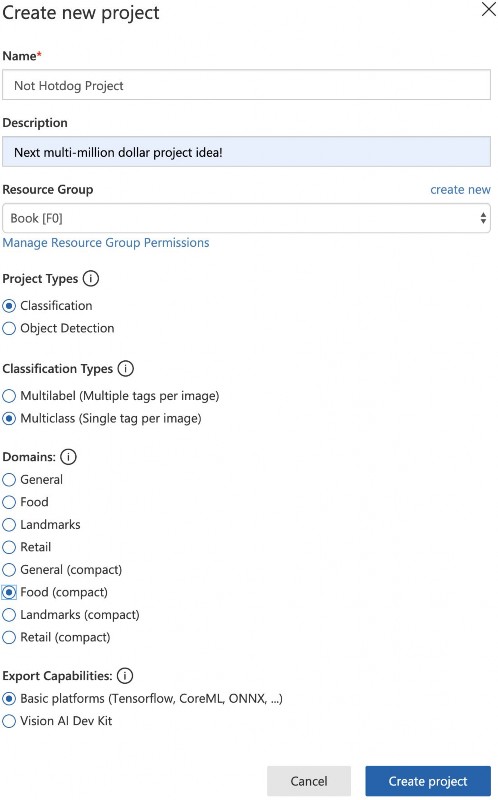 Create new project
Name*
Not Hotdog Project
Description
Next multi-million dollar project idea!
Resource Group create new
Book [F0]
Manage Resource Group Permissions
Project Types i
Classification
Object Detection
Classification Types i
Multilabel (Multiple tags per image)
Multiclass (Single tag per image)
Domains: i
General
Food
Landmarks
Retail
General (compact)
Food (compact)
Landmarks (compact)
Retail (compact)
Export Capabilities: i
Basic platforms (Tensorflow, CoreML, ONNX, ...)
Vision AI Dev Kit
Cancel Create project